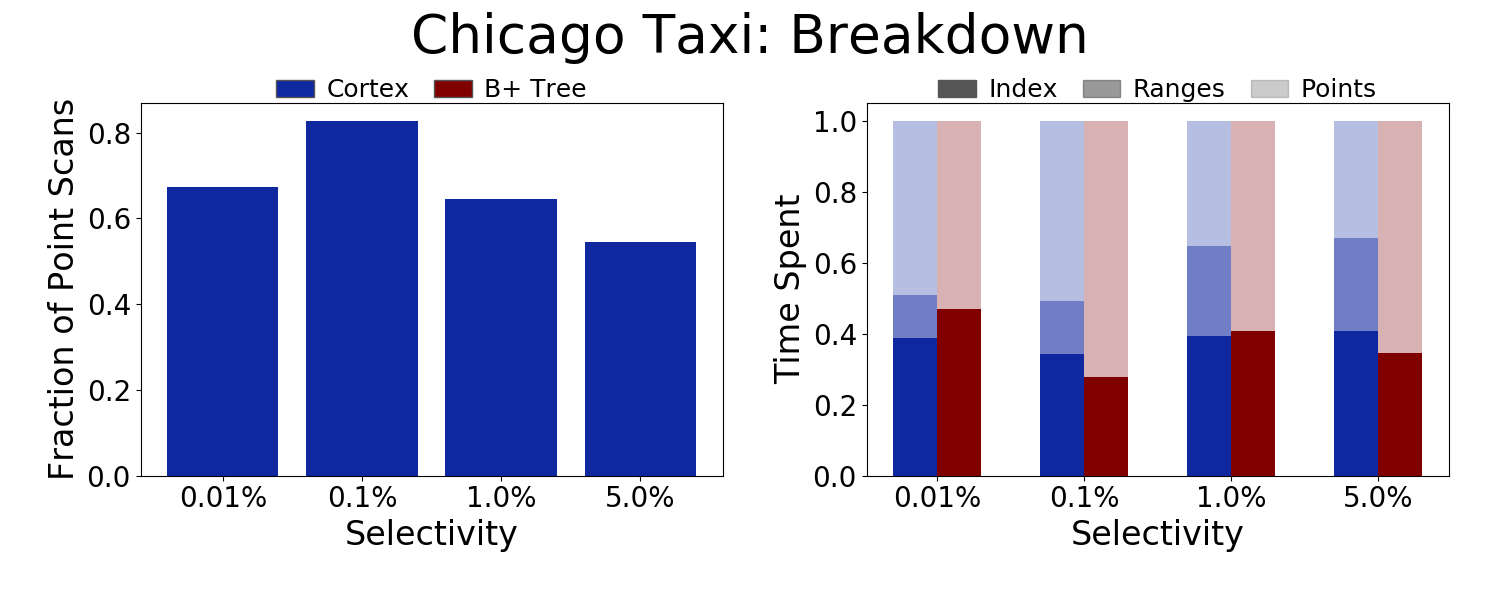 Chicago Taxi: Breakdown
Cortex
B+ Tree
Fraction of Point Scans
0.8
0.6
0.4
0.2
0.0
0.01%
0.1%
1.0%
5.0%
Selectivity
Index
Ranges
Points
Time Spent
1.0
0.8
0.6
0.4
0.2
0.0
0.01%
0.1%
1.0%
5.0%
Selectivity